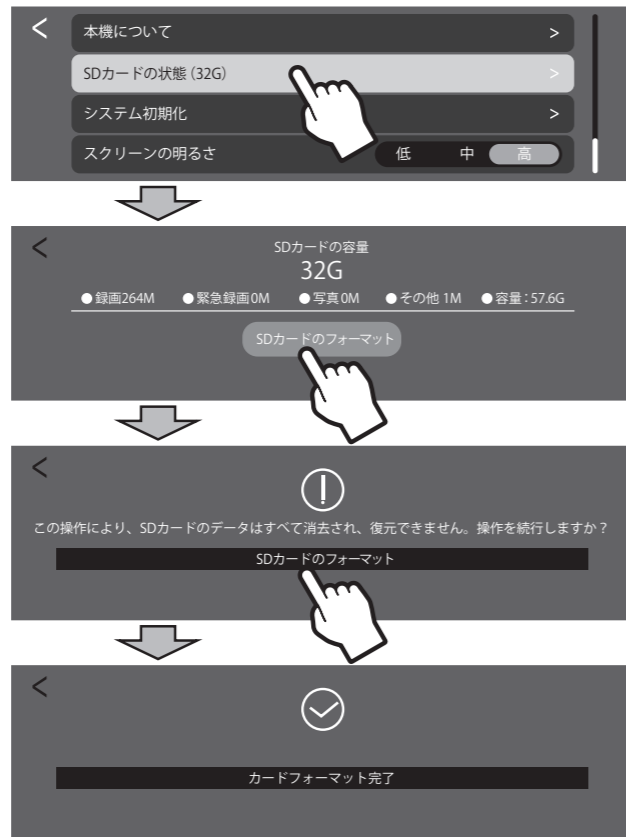 本機について
SDカードの状態（32G）
システム初期化
スクリーンの明るさ 低 中 高
SDカードの容量
32G
●録画264M ●緊急録画0M ●写真0M ●その他 1M ●容量：57.6G
SDカードのフォーマット
この操作により、SDカードのデータはすべて消去され、復元できません。操作を続行しますか？
SDカードのフォーマット
カードフォーマット完了